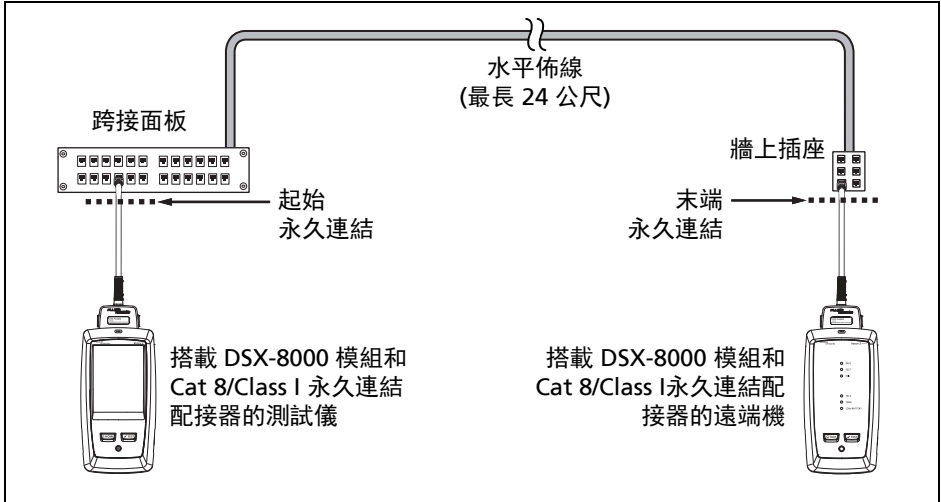 水平佈線
(最長 24 公尺)
跨接面板
牆上插座
起始
永久連結
末端
永久連結
搭載 DSX-8000 模組和
Cat 8/Class I 永久連結
配接器的測試儀
搭載 DSX-8000 模組和
Cat 8/Class I永久連結配
接器的遠端機